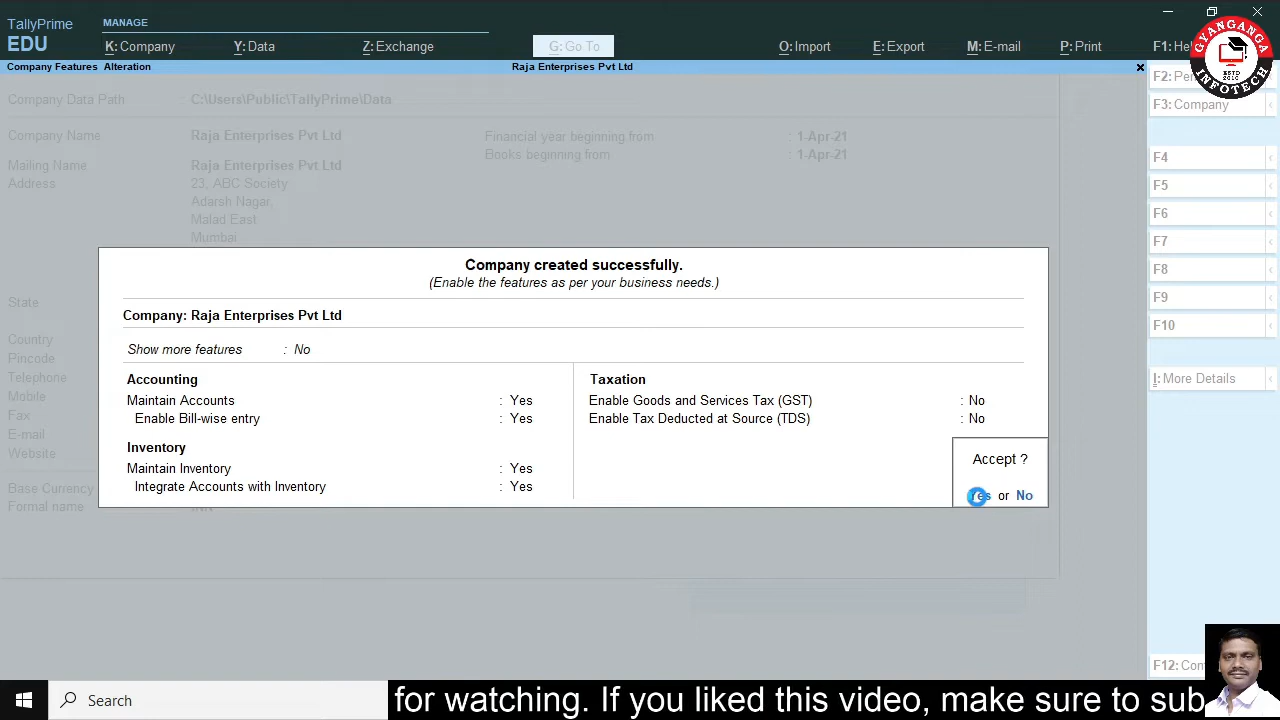 TallyPrime
EDU
MANAGE
K: Company Y: Data Z: Exchange G: Go To O: Import E: Export M: E-mail P: Print F1: Hel
Company Features Alteration Raja Enterprises Pvt Ltd
GYANGANGA
ESTD
2010
INFOTECH
Company Data Path : C:\Users\Public\TallyPrime\Data
Company Name Raja Enterprises Pvt Ltd Financial year beginning from : 1-Apr-21
Books beginning from : 1-Apr-21
Mailing Name Raja Enterprises Pvt Ltd
Address 23, ABC Society
Adarsh Nagar,
Malad East
Mumbai
State
Country
Pincode
Telephone
Mobile
Fax
E-mail
Website
Base Currency
Formal name INR
Company created successfully.
(Enable the features as per your business needs.)
Company: Raja Enterprises Pvt Ltd
Show more features : No
Accounting
Maintain Accounts : Yes
Enable Bill-wise entry : Yes
Inventory
Maintain Inventory : Yes
Integrate Accounts with Inventory : Yes
Taxation
Enable Goods and Services Tax (GST) : No
Enable Tax Deducted at Source (TDS) : No
Accept ?
Yes or No
F2: Per
F3: Company
F4
F5
F6
F7
F8
F9
F10
I: More Details
F12: Con
Search
for watching. If you liked this video, make sure to sub